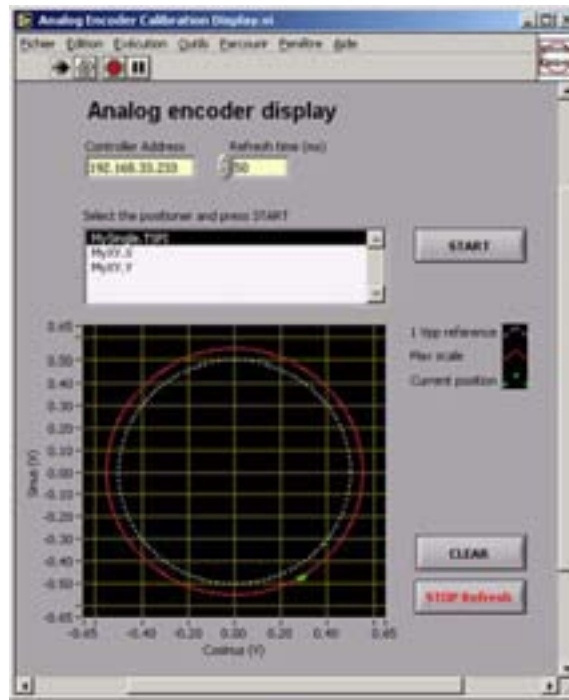 Analog Encoder Calibration Display.vi
Fichier Edition Exécution Outils Parcourir Fenêtre Aide
Analog encoder display
Controller Address Refresh time (ms)
192.168.33.233 50
Select the positioner and press START
MyXY.X
MyXY.Y
START
1 Vpp reference
Max scale
Current position
0.65
0.50
0.40
0.30
0.20
0.10
0.00
-0.10
-0.20
-0.30
-0.40
-0.50
-0.65
Sinus (V)
-0.65 -0.40 -0.20 0.00 0.20 0.40 0.65
Cosinus (V)
CLEAR
STOP Refresh